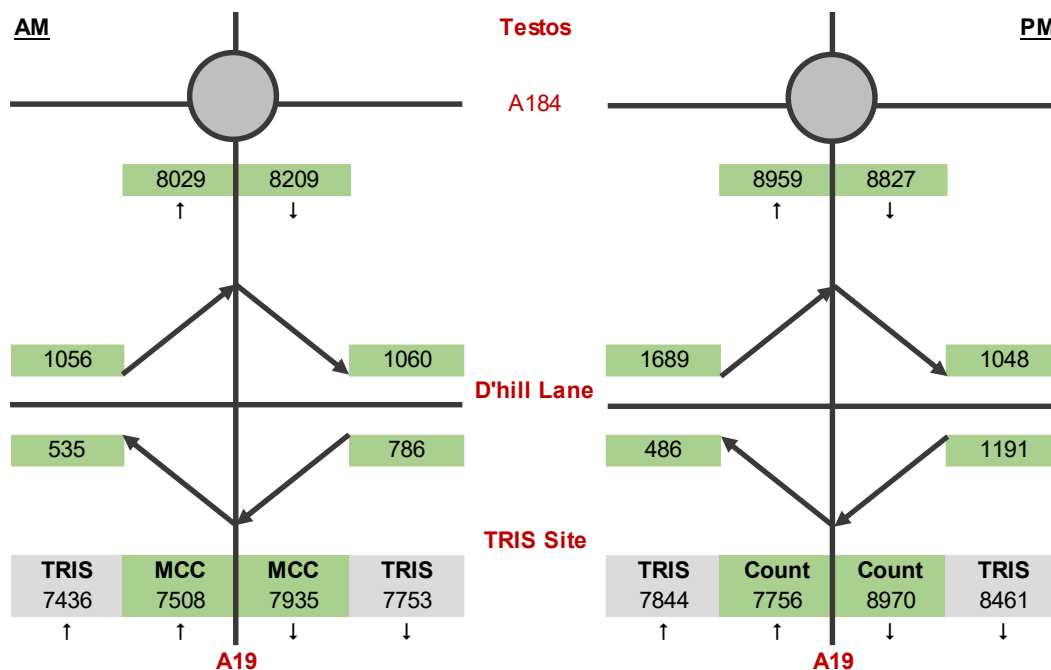 AM Testos PM
A184
8029 8209 8959 8827
↑ ↓ ↑ ↓
1056 1060 1689 1048
D'hill Lane
535 786 486 1191
TRIS Site
TRIS MCC MCC TRIS TRIS Count Count TRIS
7436 7508 7935 7753 7844 7756 8970 8461
↑ ↑ ↓ ↓ ↑ ↑ ↓ ↓
A19 A19